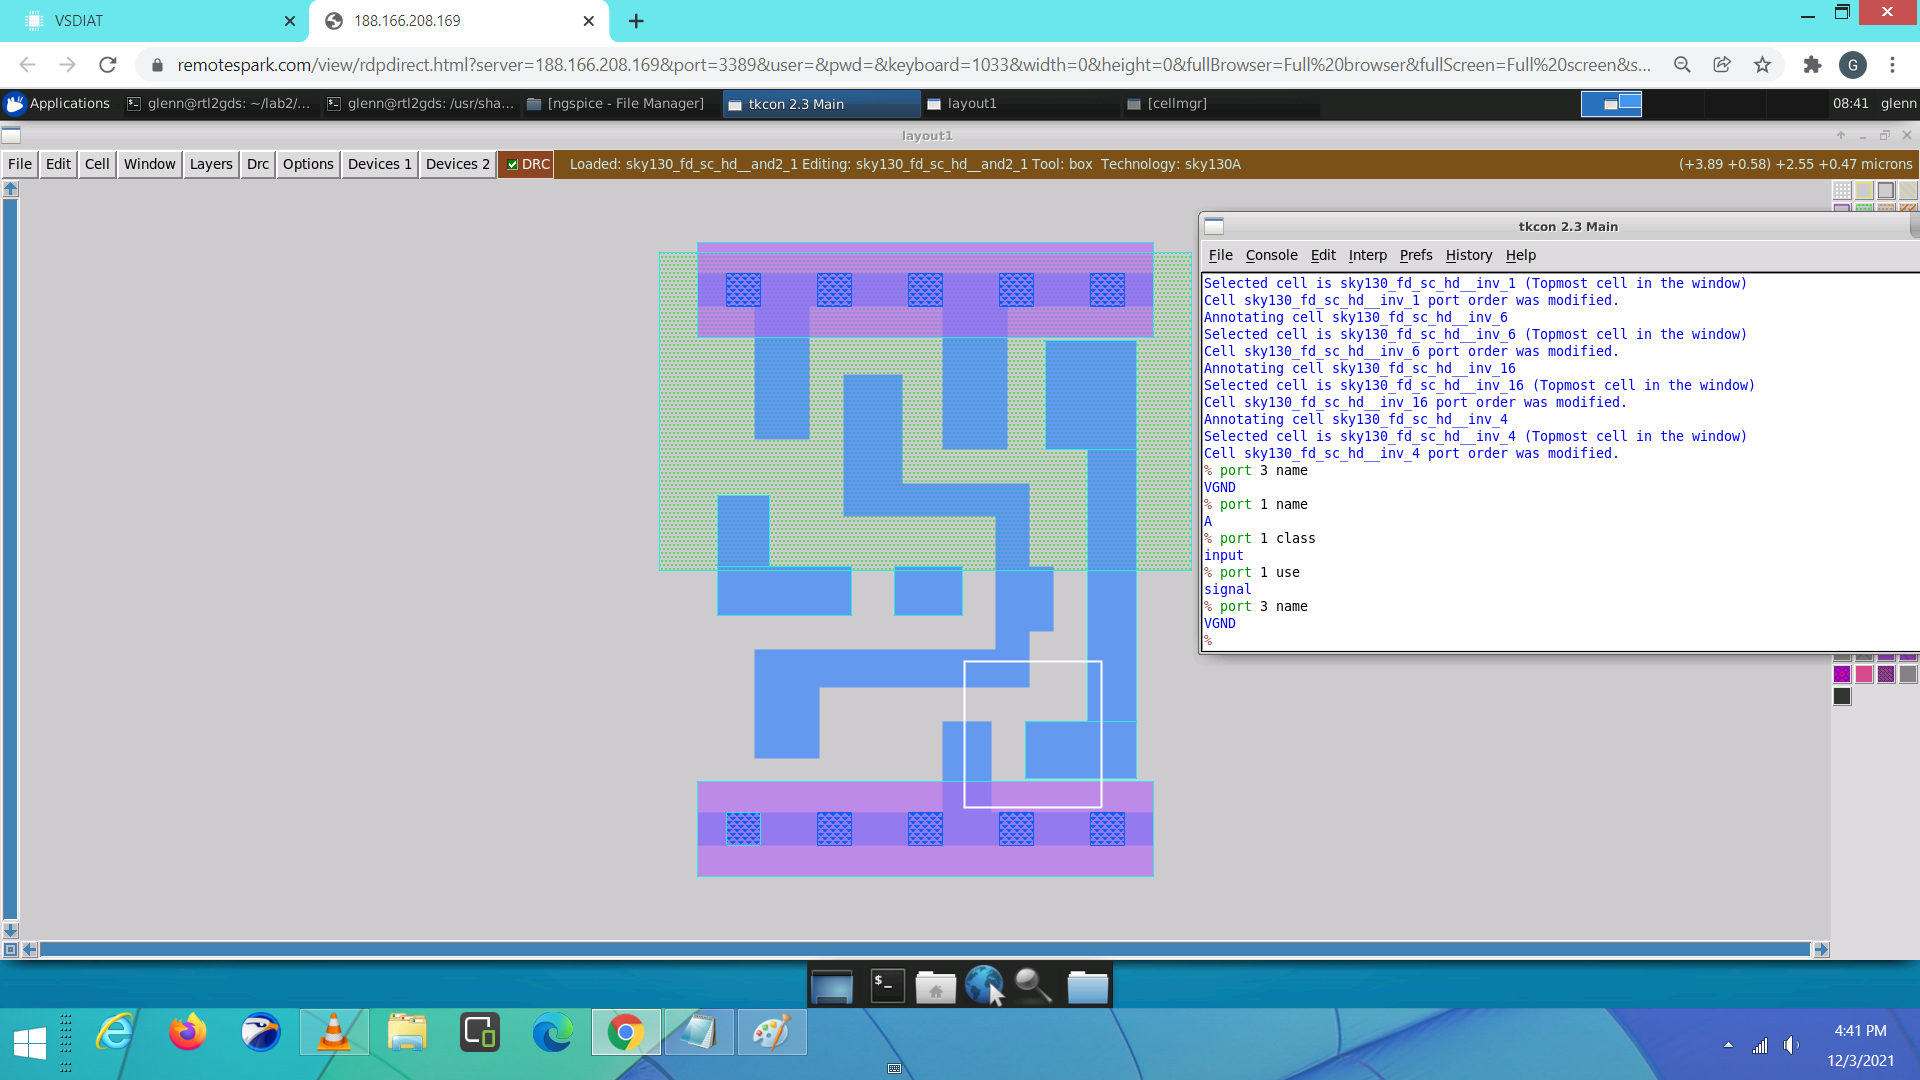 VSDIAT
188.166.208.169
remotespark.com/view/rdpdirect.html?server=188.166.208.169&port=3389&user=&pwd=&keyboard=1033&width=0&height=0&fullBrowser=Full%20browser&fullScreen=Full%20screen&s...
G
Applications
glenn@rtl2gds: ~/lab2/...
glenn@rtl2gds: /usr/sha...
[ngspice - File Manager]
tkcon 2.3 Main
layout1
[cellmgr]
08:41 glenn
layout1
File Edit Cell Window Layers Drc Options Devices 1 Devices 2 DRC
Loaded: sky130_fd_sc_hd__and2_1 Editing: sky130_fd_sc_hd__and2_1 Tool: box Technology: sky130A
(+3.89 +0.58) +2.55 +0.47 microns
tkcon 2.3 Main
File Console Edit Interp Prefs History Help
Selected cell is sky130_fd_sc_hd__inv_1 (Topmost cell in the window)
Cell sky130_fd_sc_hd__inv_1 port order was modified.
Annotating cell sky130_fd_sc_hd__inv_6
Selected cell is sky130_fd_sc_hd__inv_6 (Topmost cell in the window)
Cell sky130_fd_sc_hd__inv_6 port order was modified.
Annotating cell sky130_fd_sc_hd__inv_16
Selected cell is sky130_fd_sc_hd__inv_16 (Topmost cell in the window)
Cell sky130_fd_sc_hd__inv_16 port order was modified.
Annotating cell sky130_fd_sc_hd__inv_4
Selected cell is sky130_fd_sc_hd__inv_4 (Topmost cell in the window)
Cell sky130_fd_sc_hd__inv_4 port order was modified.
% port 3 name
VGND
% port 1 name
A
% port 1 class
input
% port 1 use
signal
% port 3 name
VGND
%
$_
4:41 PM
12/3/2021